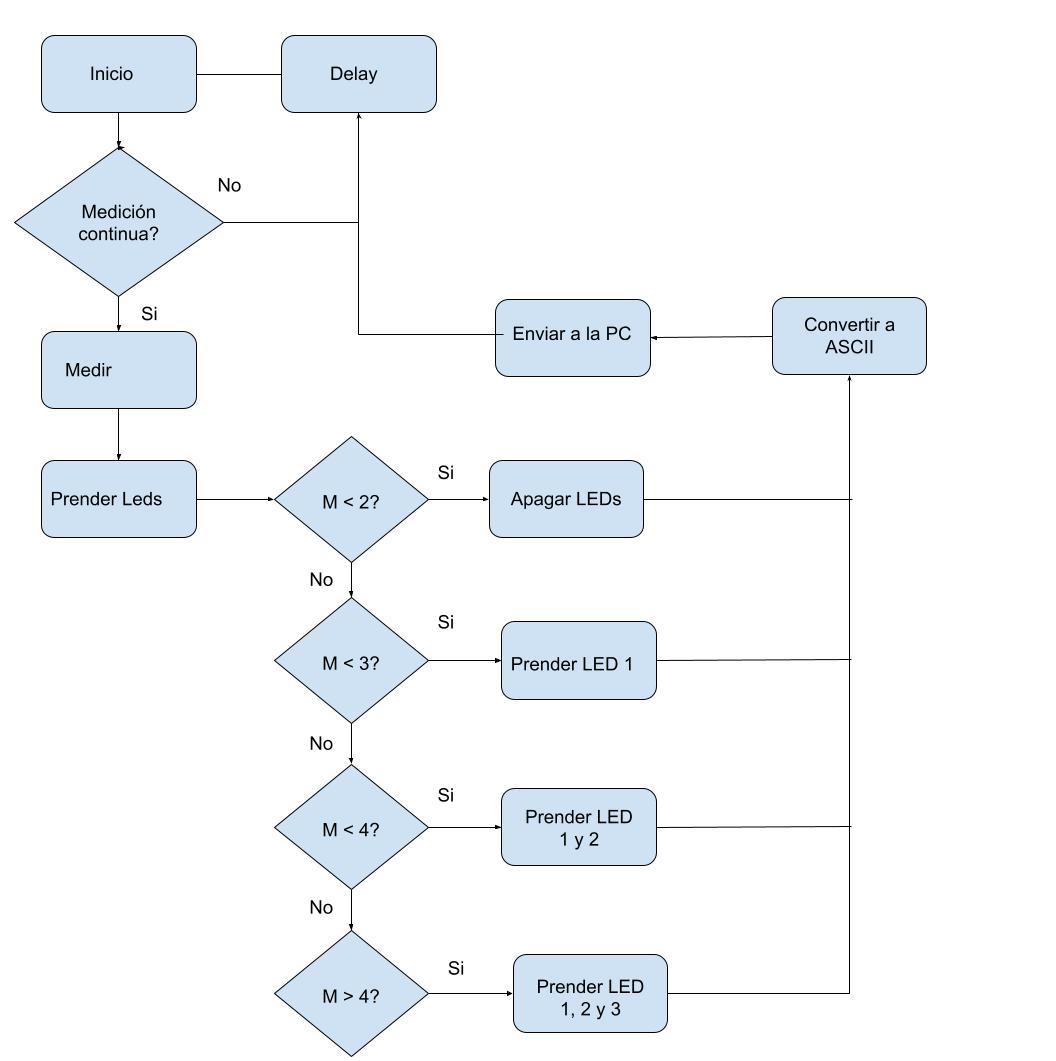 Inicio
Delay
No
Medición
continua?
Si
Medir
Enviar a la PC
Convertir a
ASCII
Prender Leds
M < 2?
Si
Apagar LEDs
No
M < 3?
Si
Prender LED 1
No
M < 4?
Si
Prender LED
1 y 2
No
M > 4?
Si
Prender LED
1, 2 y 3